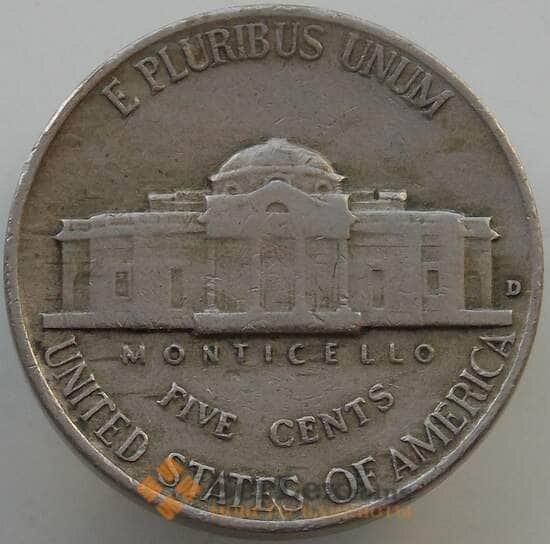 E PLURIBUS UNUM
D
MONTICELLO
FIVE CENTS
UNITED STATES OF AMERICA